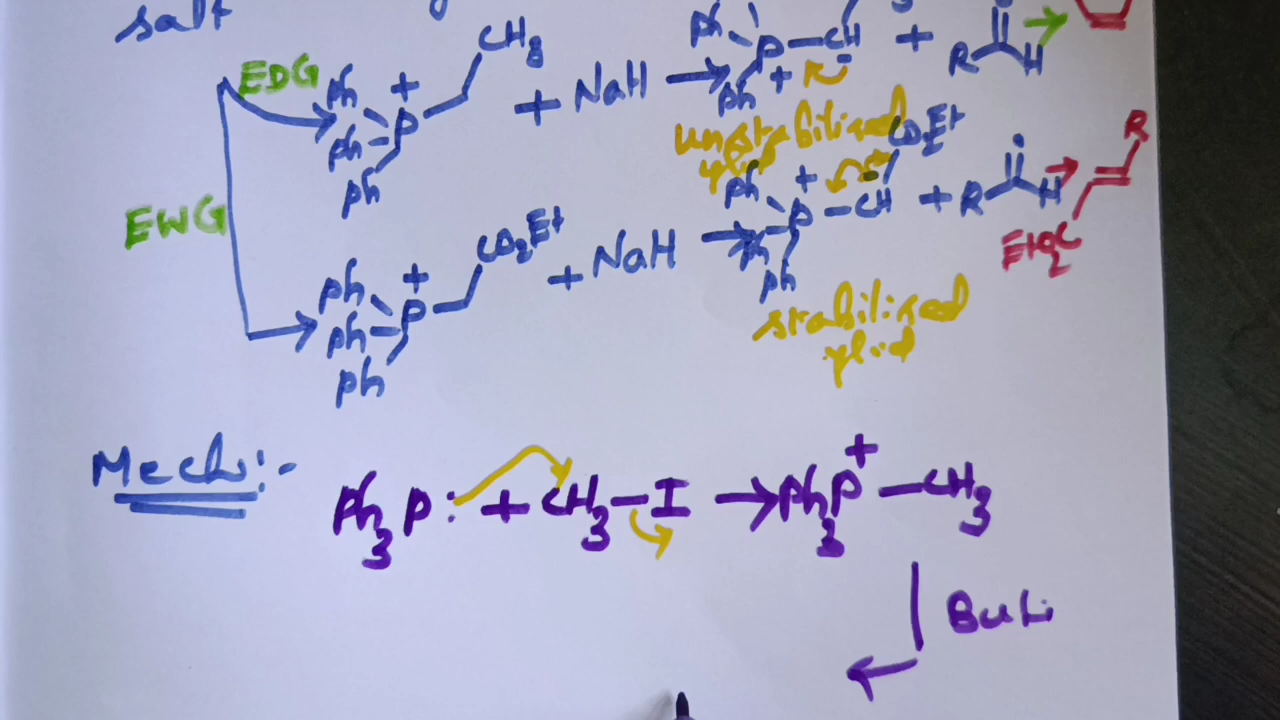 salt
EDG Ph Ph Ph P+ CH3 + NaH → Ph Ph P+ – CH + R H →
unstabilised
ylid
EWG Ph Ph Ph P+ CO2Et + NaH → Ph Ph Ph P+ – CH CO2Et + R H → R EtO2C
stabilised
ylid
Mech:-
Ph3P: + CH3–I → Ph3P+ –CH3
BuLi